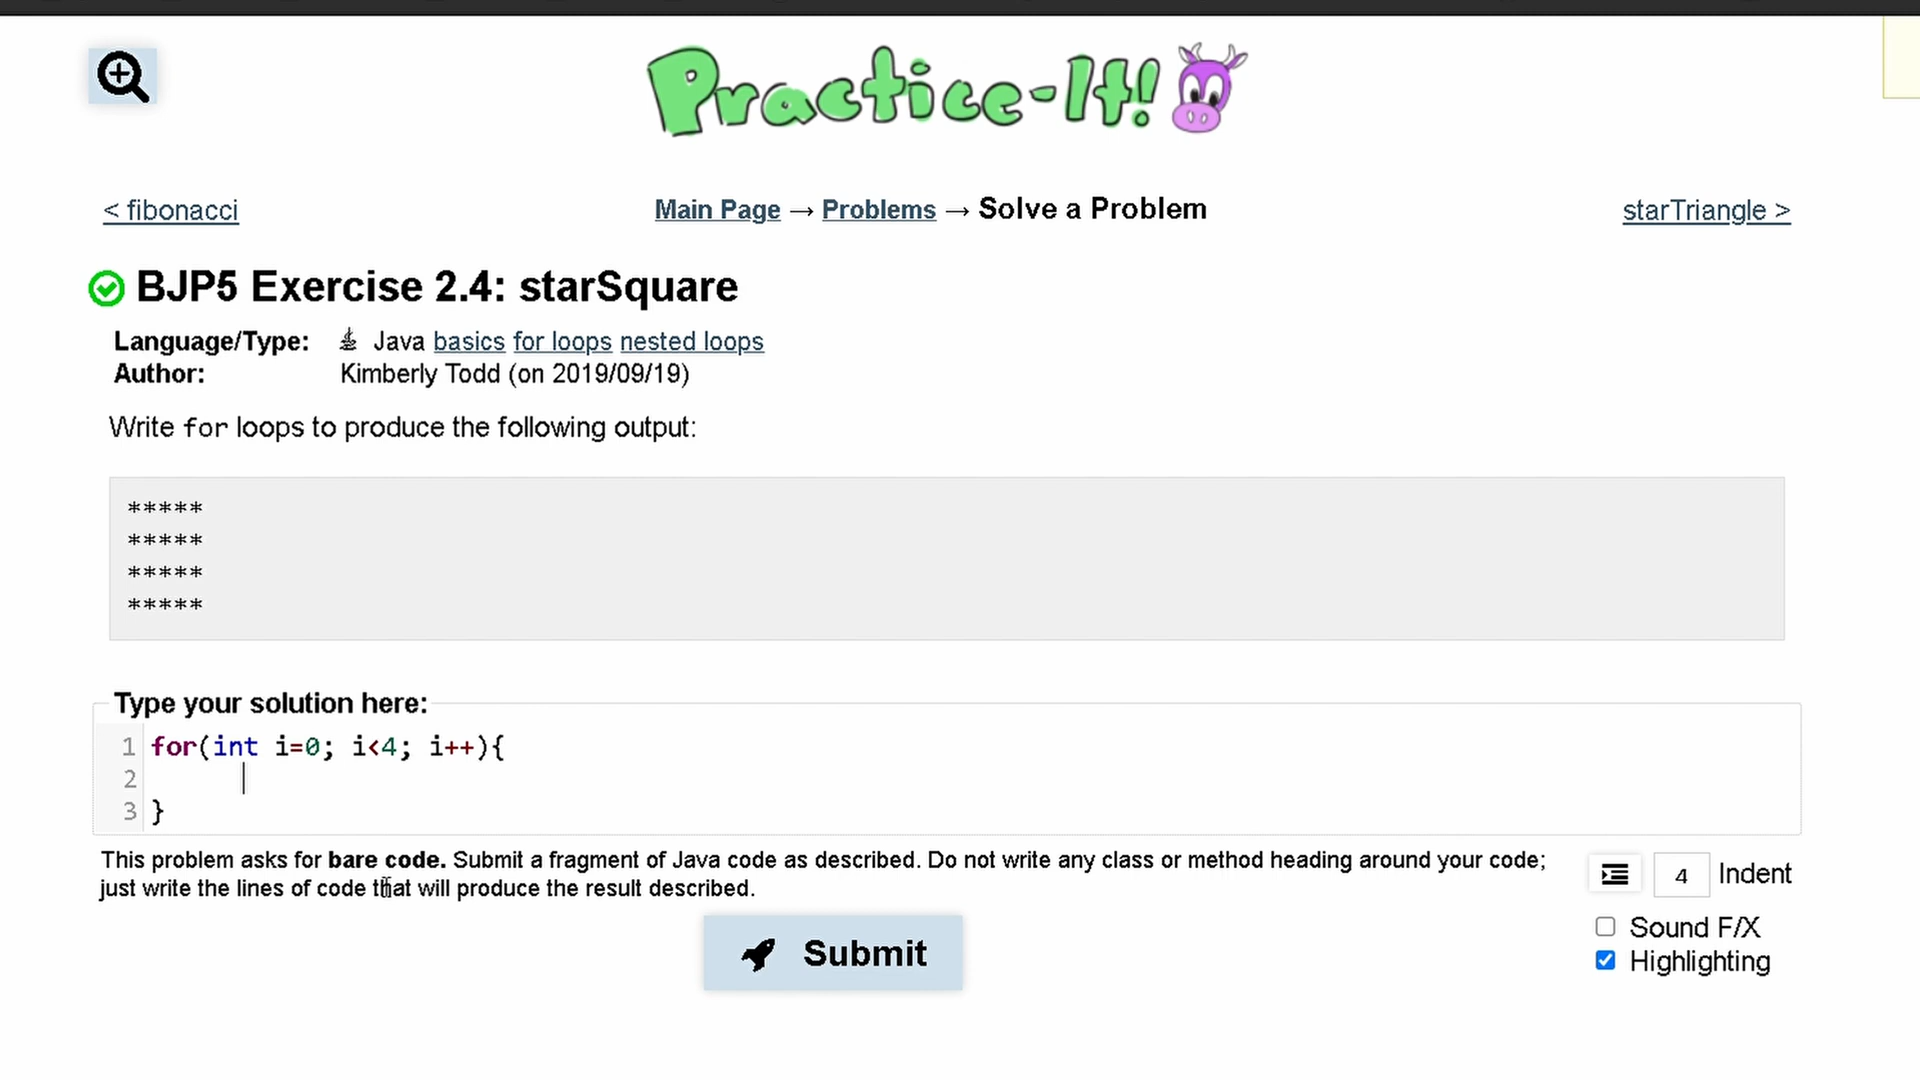 Practice-It!
< fibonacci
Main Page → Problems → Solve a Problem
starTriangle >
BJP5 Exercise 2.4: starSquare
Language/Type: Java basics for loops nested loops
Author: Kimberly Todd (on 2019/09/19)
Write for loops to produce the following output:
*****
*****
*****
*****
Type your solution here:
1 for(int i=0; i<4; i++){
2
3 }
This problem asks for bare code. Submit a fragment of Java code as described. Do not write any class or method heading around your code;
just write the lines of code that will produce the result described.
4 Indent
Sound F/X
Highlighting
Submit